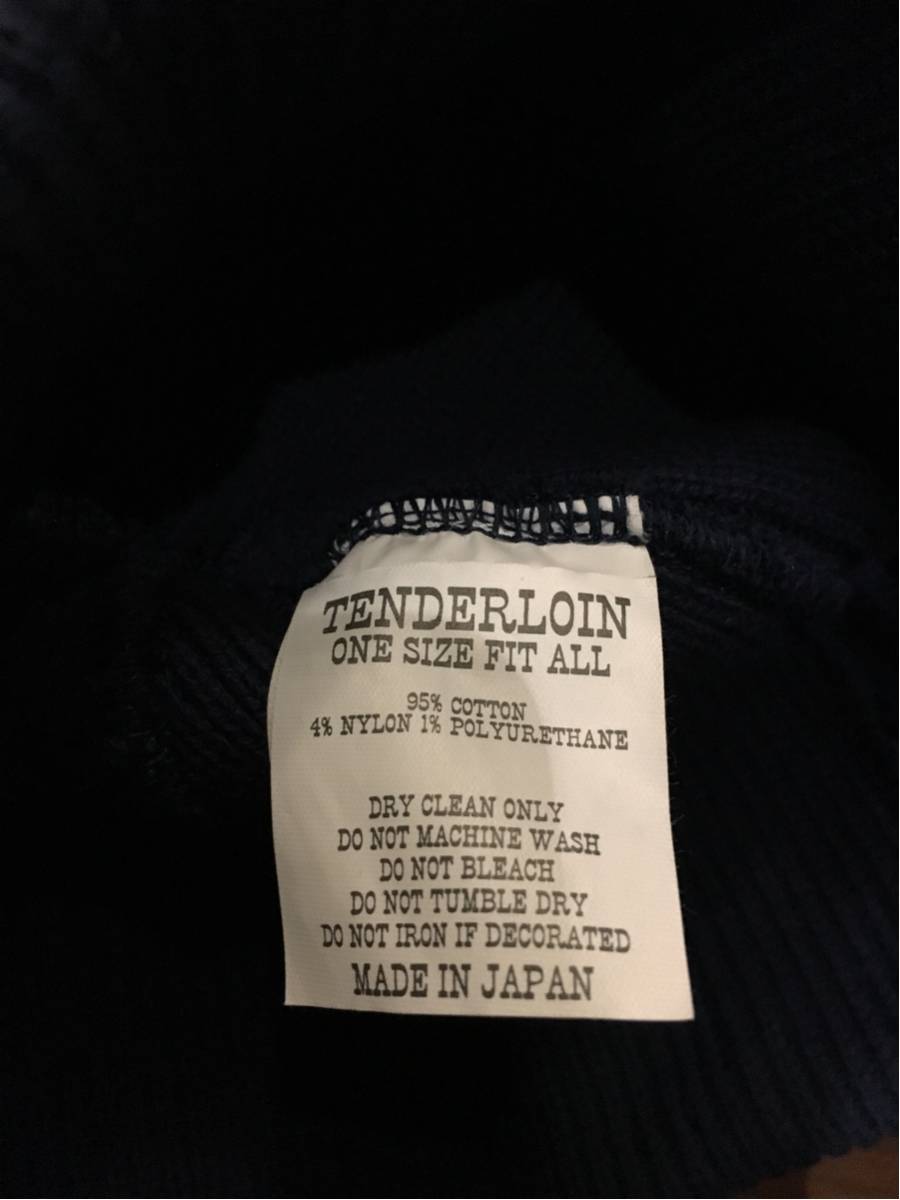 TENDERLOIN
ONE SIZE FIT ALL
95% COTTON
4% NYLON 1% POLYURETHANE
DRY CLEAN ONLY
DO NOT MACHINE WASH
DO NOT BLEACH
DO NOT TUMBLE DRY
DO NOT IRON IF DECORATED
MADE IN JAPAN